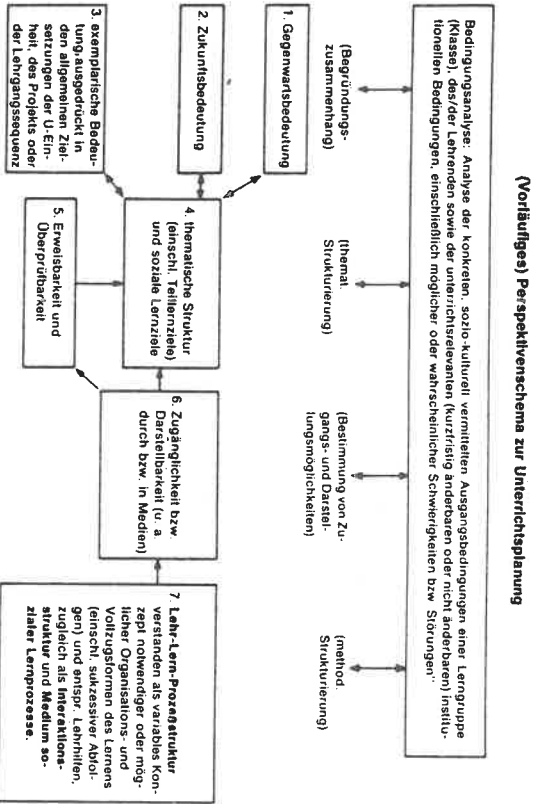 (Vorläufiges) Perspektivenschema zur Unterrichtsplanung
Bedingungsanalyse: Analyse der konkreten, sozio-kulturell vermittelten Ausgangsbedingungen einer Lerngruppe
(Klasse), des/der Lehrenden sowie der unterrichtsrelevanten (kurzfristig änderbaren oder nicht änderbaren) institu-
tionellen Bedingungen, einschließlich möglicher oder wahrscheinlicher Schwierigkeiten bzw Störungen"
(Begründungs-
zusammenhang)
(themat.
Strukturierung)
(Bestimmung von Zu-
gangs- und Darstel-
lungsmöglichkeiten)
(method.
Strukturierung)
1. Gegenwartsbedeutung
2. Zukunftsbedeutung
3. exemplarische Bedeu-
tung,ausgedrückt in
den allgemeinen Ziel-
setzungen der U-Ein-
heit, des Projekts oder
der Lehrgangssequenz
4. thematische Struktur
(einschl. Teillernziele)
und soziale Lernziele
5. Erweisbarkeit und
Überprüfbarkeit
6. Zugänglichkeit bzw.
Darstellbarkeit (u. a.
durch bzw. in Medien)
7. Lehr-Lern-Prozeßstruktur
verstanden als variables Kon-
zept notwendiger oder mög-
licher Organisations- und
Vollzugsformen des Lernens
(einschl. sukzessiver Abfol-
gen) und entspr. Lehrhilfen,
zugleich als Interaktions-
struktur und Medium so-
zialer Lernprozesse.